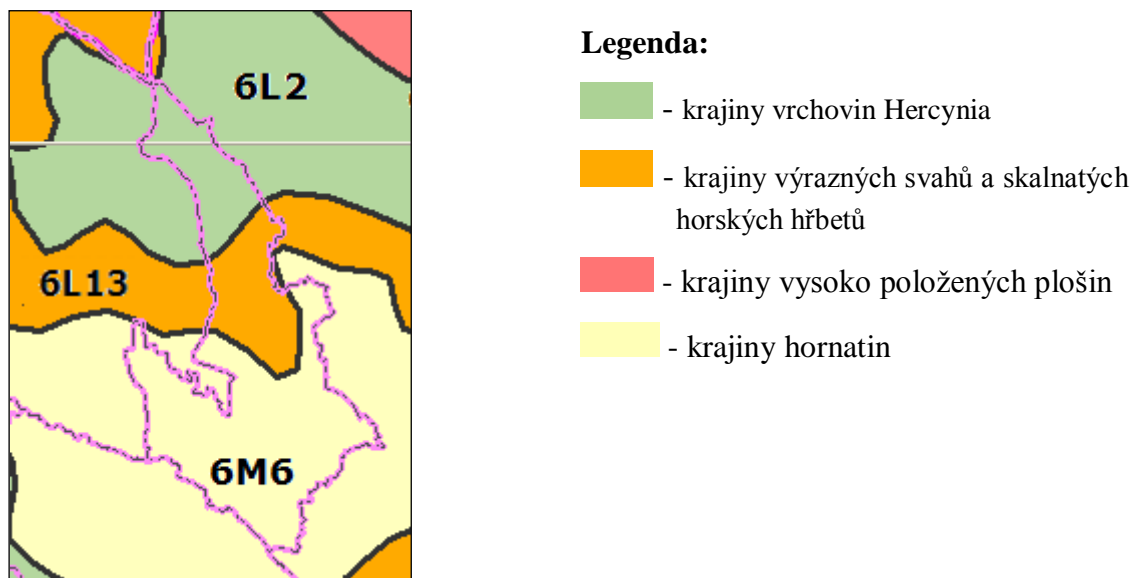 6L2
6L13
6M6
Legenda:
- krajiny vrchovin Hercynia
- krajiny výrazných svahů a skalnatých
horských hřbetů
- krajiny vysoko položených plošin
- krajiny hornatin